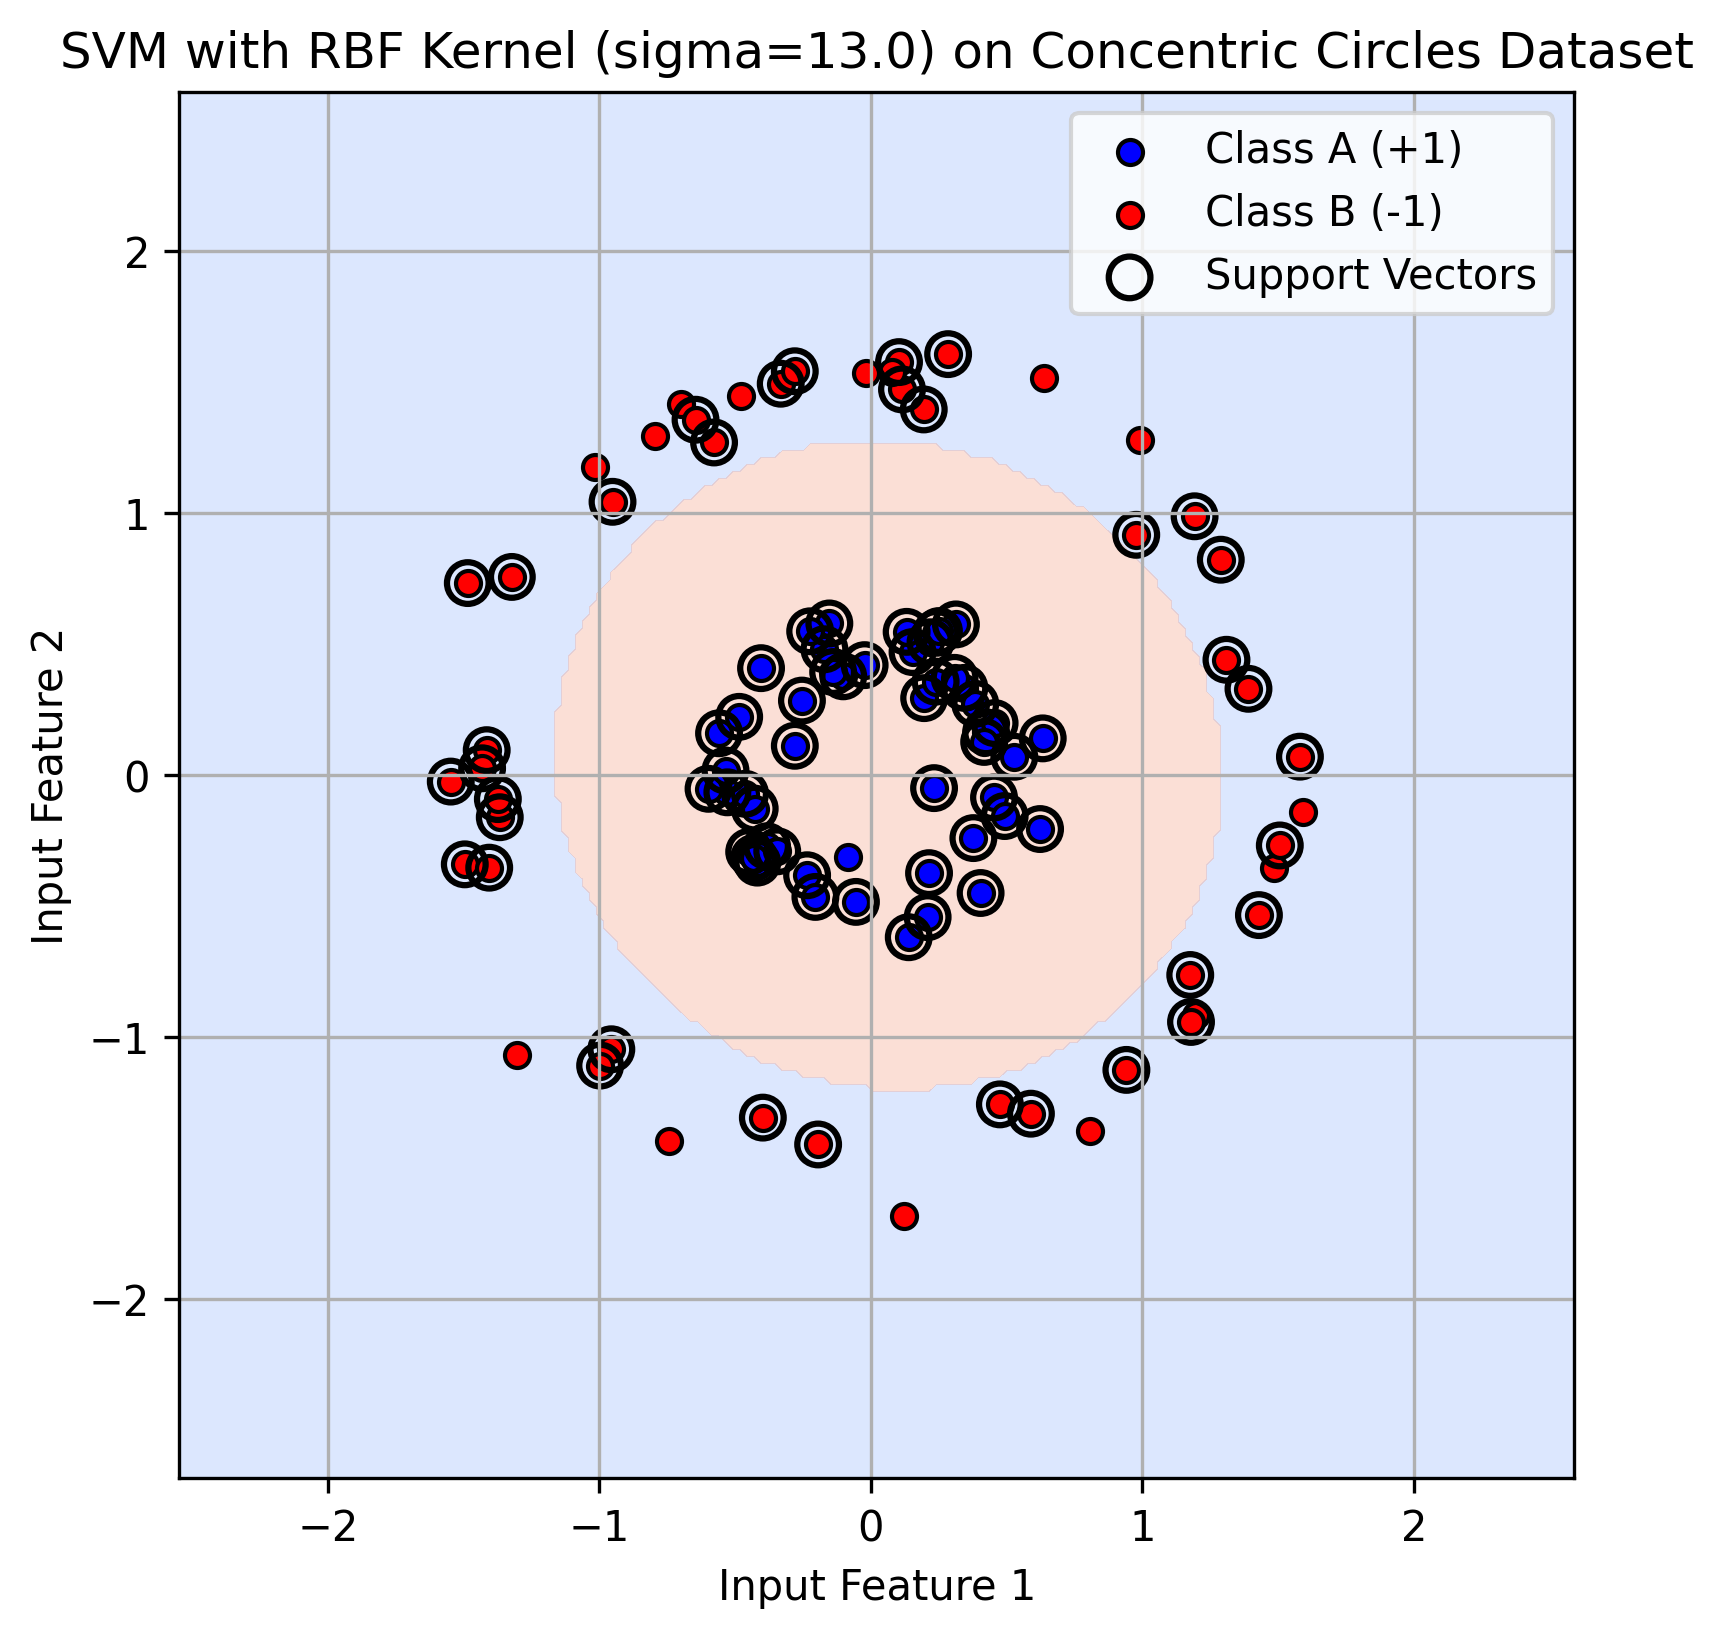 SVM with RBF Kernel (sigma=13.0) on Concentric Circles Dataset
Class A (+1)
Class B (-1)
Support Vectors
2
1
0
−1
−2
Input Feature 2
−2
−1
0
1
2
Input Feature 1